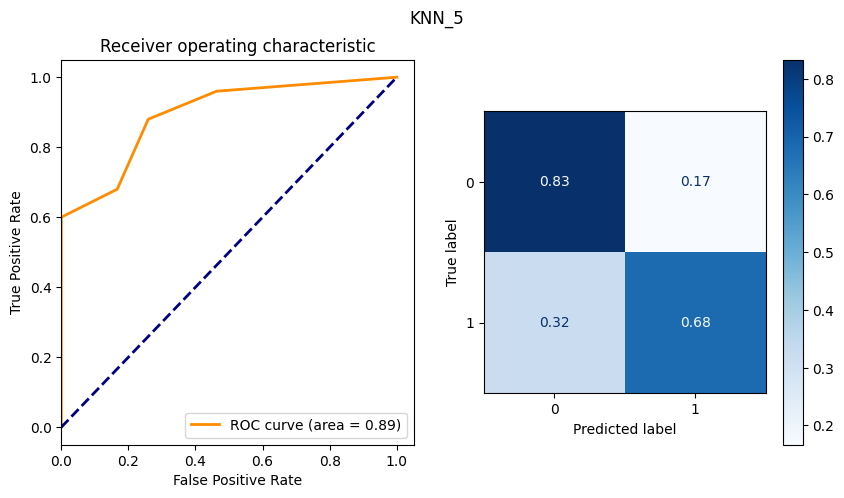 KNN_5
Receiver operating characteristic
True Positive Rate
1.0
0.8
0.6
0.4
0.2
0.0
0.0 0.2 0.4 0.6 0.8 1.0
False Positive Rate
ROC curve (area = 0.89)
True label
0
1
0.83 0.17
0.32 0.68
0 1
Predicted label
0.8
0.7
0.6
0.5
0.4
0.3
0.2